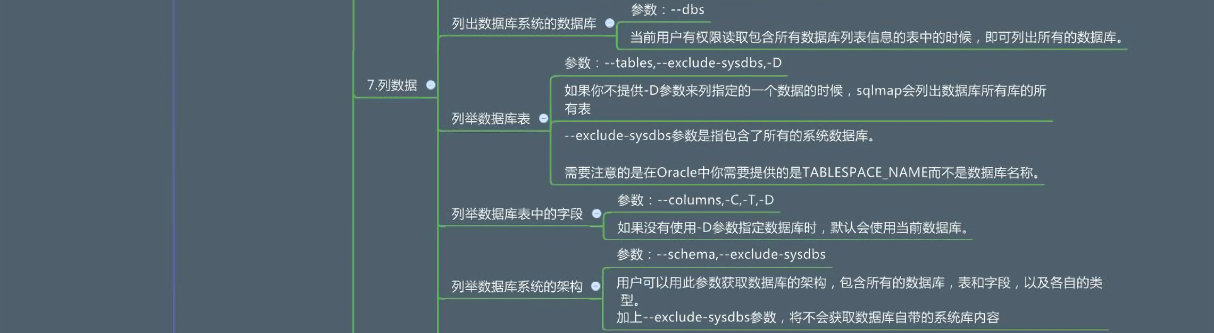 7.列数据
列出数据库系统的数据库
参数：--dbs
当前用户有权限读取包含所有数据库列表信息的表中的时候，即可列出所有的数据库。
列举数据库表
参数：--tables,--exclude-sysdbs,-D
如果你不提供-D参数来列指定的一个数据的时候，sqlmap会列出数据库所有库的所
有表
--exclude-sysdbs参数是指包含了所有的系统数据库。
需要注意的是在Oracle中你需要提供的是TABLESPACE_NAME而不是数据库名称。
列举数据库表中的字段
参数：--columns,-C,-T,-D
如果没有使用-D参数指定数据库时，默认会使用当前数据库。
列举数据库系统的架构
参数：--schema,--exclude-sysdbs
用户可以用此参数获取数据库的架构，包含所有的数据库，表和字段，以及各自的类
型。
加上--exclude-sysdbs参数，将不会获取数据库自带的系统库内容